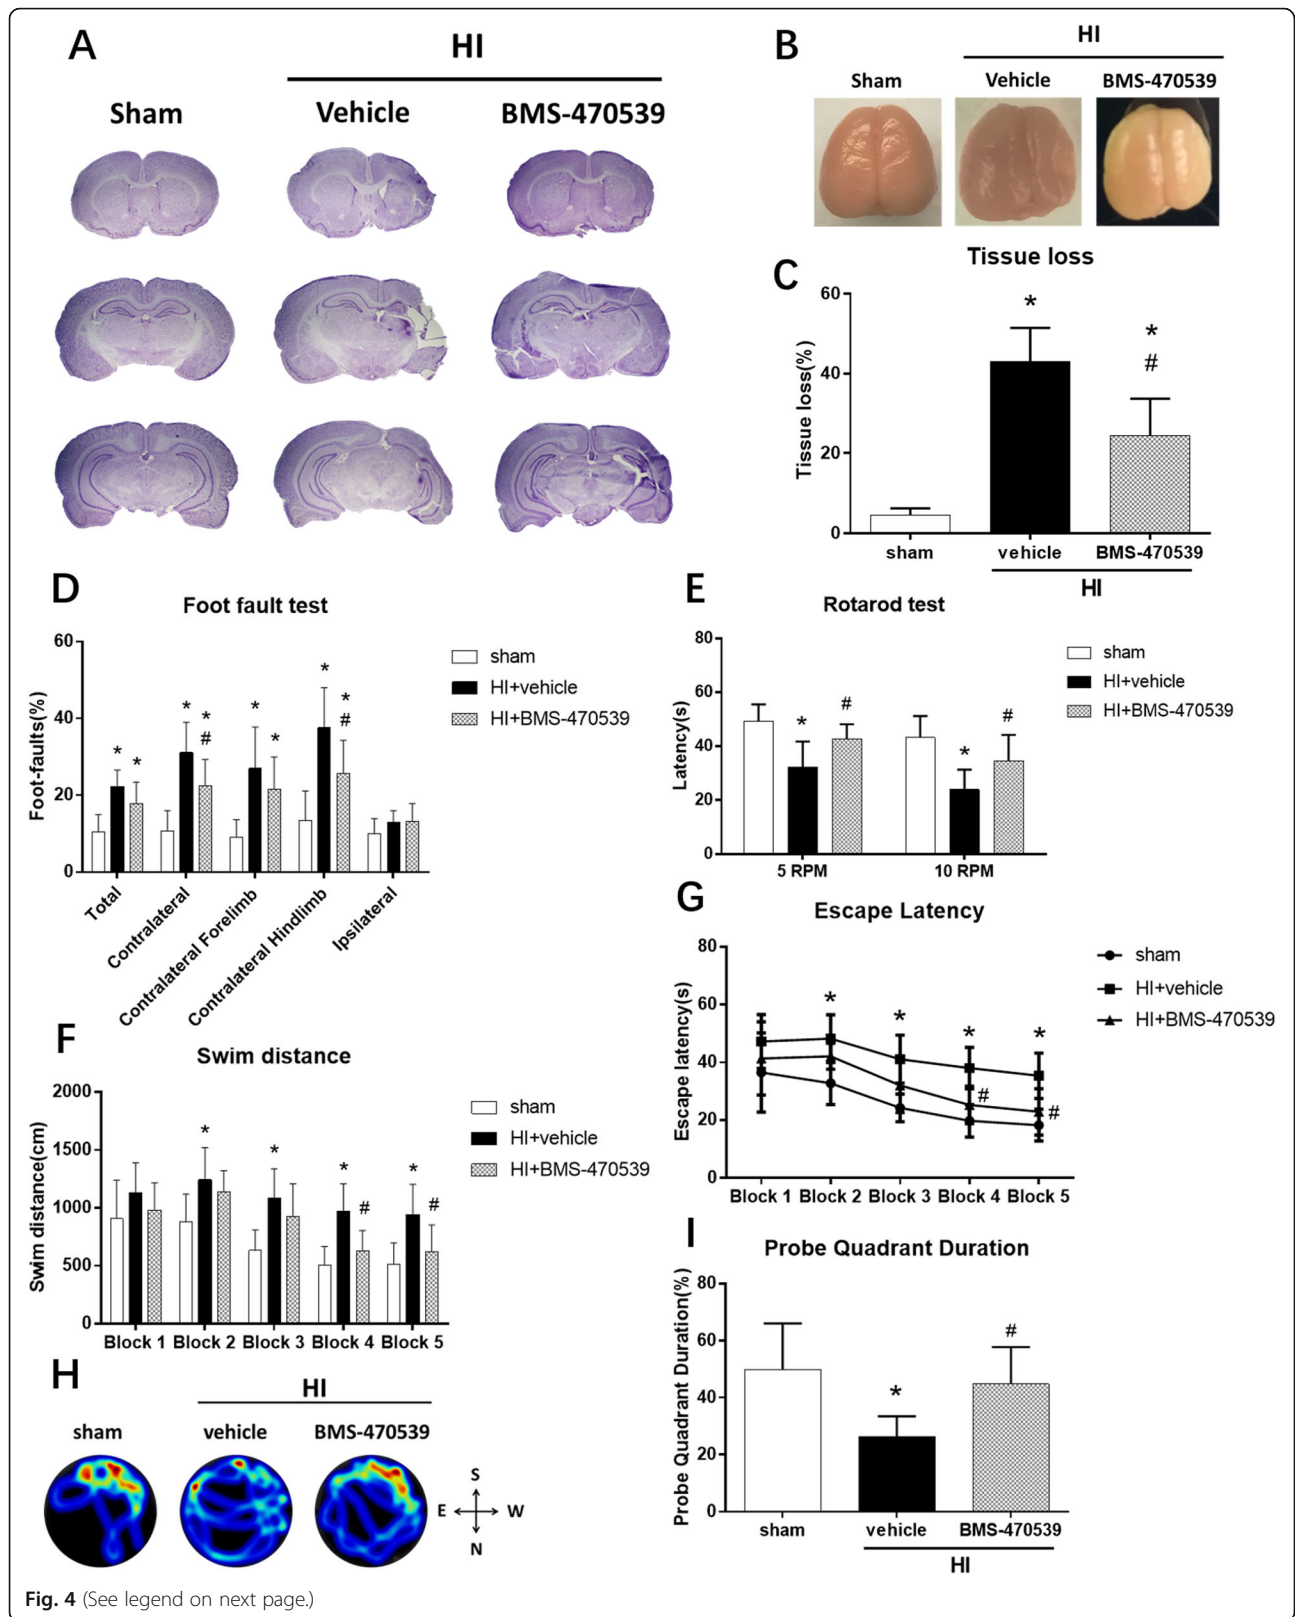 A
HI
Sham
Vehicle
BMS-470539
B
HI
Sham
Vehicle
BMS-470539
C
Tissue loss
Tissue loss(%)
60
40
20
0
*
*
#
sham
vehicle
BMS-470539
HI
D
Foot fault test
Foot-faults(%)
60
40
20
0
*
*
*
*
#
*
*
*
*
#
sham
HI+vehicle
HI+BMS-470539
Total
Contralateral
Contralateral Forelimb
Contralateral Hindlimb
Ipsilateral
E
Rotarod test
Latency(s)
80
60
40
20
0
*
#
*
#
sham
HI+vehicle
HI+BMS-470539
5 RPM
10 RPM
F
Swim distance
Swim distance(cm)
2000
1500
1000
500
0
*
*
*
#
*
#
sham
HI+vehicle
HI+BMS-470539
Block 1
Block 2
Block 3
Block 4
Block 5
G
Escape Latency
Escape latency(s)
80
60
40
20
0
*
*
*
*
#
#
sham
HI+vehicle
HI+BMS-470539
Block 1
Block 2
Block 3
Block 4
Block 5
H
HI
sham
vehicle
BMS-470539
S
E
W
N
I
Probe Quadrant Duration
Probe Quadrant Duration(%)
80
60
40
20
0
*
#
sham
vehicle
BMS-470539
HI
Fig. 4 (See legend on next page.)